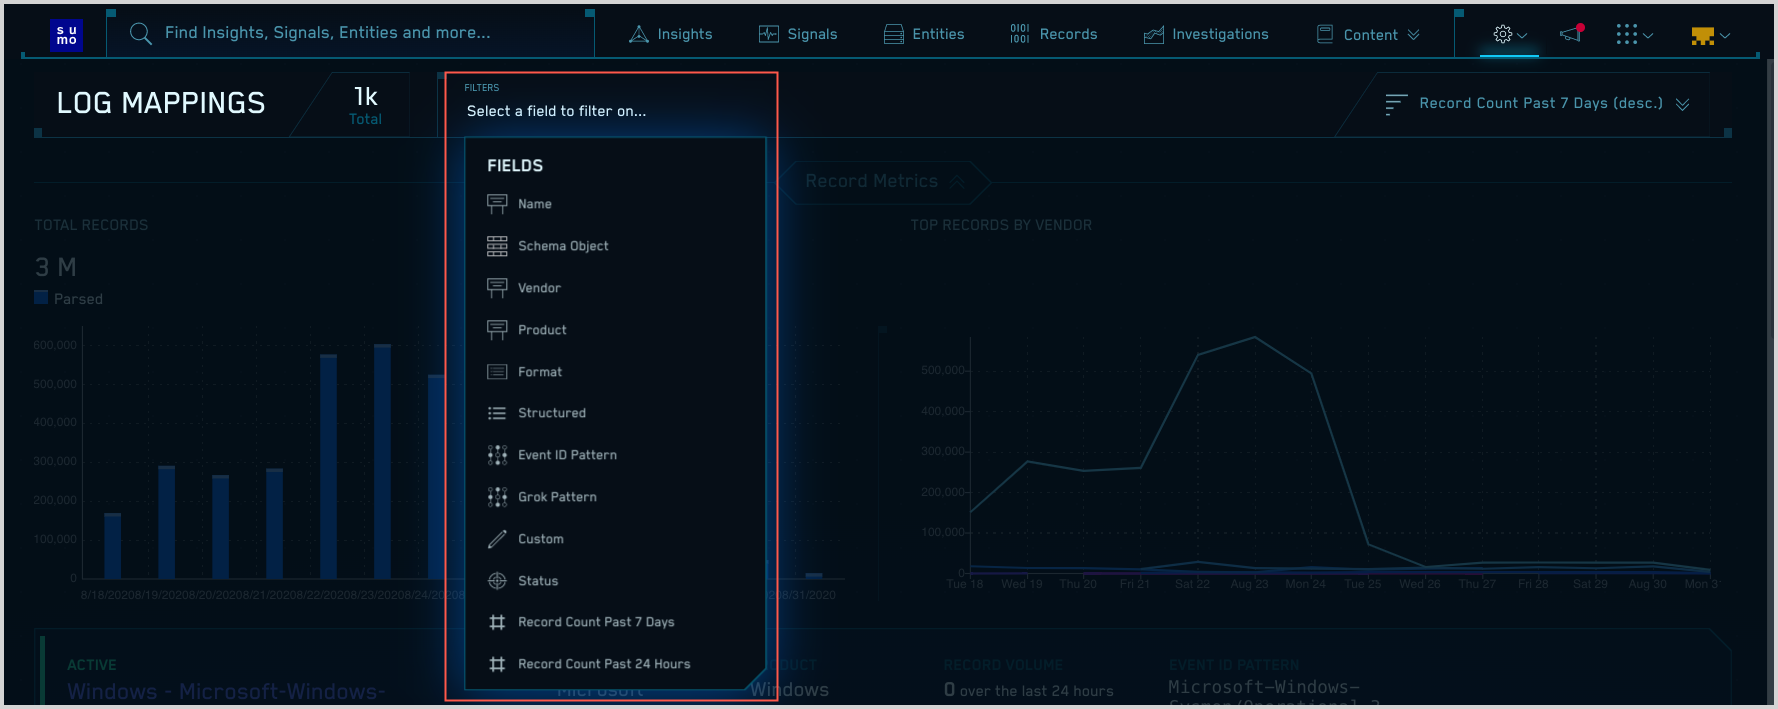 su
mo
Find Insights, Signals, Entities and more...
Insights
Signals
Entities
Records
Investigations
Content
LOG MAPPINGS
1k
Total
FILTERS
Select a field to filter on...
Record Count Past 7 Days (desc.)
FIELDS
Name
Schema Object
Vendor
Product
Format
Structured
Event ID Pattern
Grok Pattern
Custom
Status
Record Count Past 7 Days
Record Count Past 24 Hours
Record Metrics
TOTAL RECORDS
3 M
Parsed
600,000
500,000
400,000
300,000
200,000
100,000
0
8/18/2020 8/19/2020 8/20/2020 8/21/2020 8/22/2020 8/23/2020 8/24/2020 8/31/2020
TOP RECORDS BY VENDOR
500,000
400,000
300,000
200,000
100,000
0
Tue 18 Wed 19 Thu 20 Fri 21 Sat 22 Aug 23 Mon 24 Tue 25 Wed 26 Thu 27 Fri 28 Sat 29 Aug 30 Mon 3
ACTIVE
Windows - Microsoft-Windows-
Microsoft
Windows
RECORD VOLUME
0 over the last 24 hours
EVENT ID PATTERN
Microsoft-Windows-